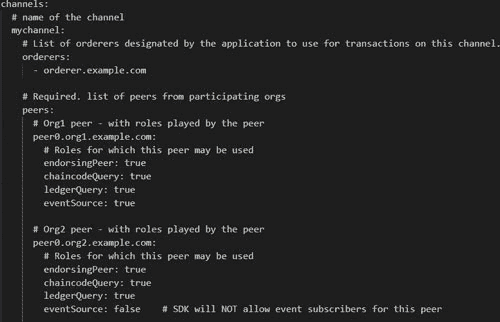 channels:
# name of the channel
mychannel:
# List of orderers designated by the application to use for transactions on this channel.
orderers:
- orderer.example.com
# Required. list of peers from participating orgs
peers:
# Org1 peer - with roles played by the peer
peer0.org1.example.com:
# Roles for which this peer may be used
endorsingPeer: true
chaincodeQuery: true
ledgerQuery: true
eventSource: true
# Org2 peer - with roles played by the peer
peer0.org2.example.com:
# Roles for which this peer may be used
endorsingPeer: true
chaincodeQuery: true
ledgerQuery: true
eventSource: false    # SDK will NOT allow event subscribers for this peer